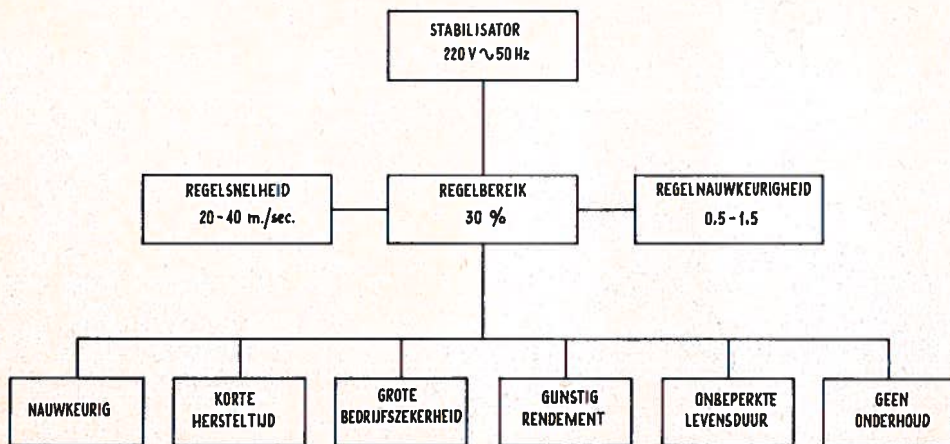 STABILISATOR
220 V ∿ 50 Hz
REGELSNELHEID
20-40 m./sec.
REGELBEREIK
30 %
REGELNAUWKEURIGHEID
0,5-1,5
NAUWKEURIG
KORTE
HERSTELTIJD
GROTE
BEDRIJFSZEKERHEID
GUNSTIG
RENDEMENT
ONBEPERKTE
LEVENSDUUR
GEEN
ONDERHOUD